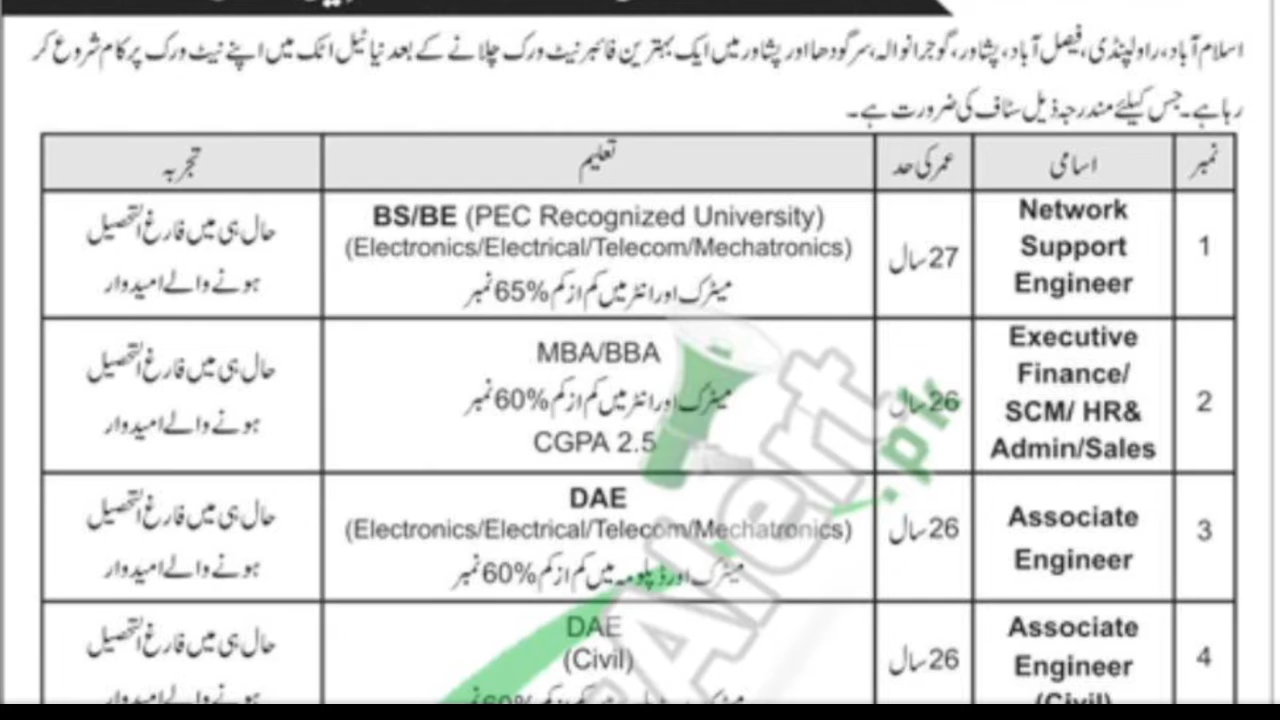 اسلام آباد، راولپنڈی، فیصل آباد، پشاور، گوجرانوالہ، سرگودھا اور پشاور میں ایک بہترین فائبر نیٹ ورک چلانے کے بعد نیا ٹیل اٹک میں اپنے نیٹ ورک پر کام شروع کر
رہا ہے۔ جس کیلئے مندرجہ ذیل سٹاف کی ضرورت ہے۔
نمبر اسامی عمر کی حد تعلیم تجربہ
1
Network
Support
Engineer
27 سال
BS/BE (PEC Recognized University)
(Electronics/Electrical/Telecom/Mechatronics)
میٹرک اور انٹر میں کم از کم 65% نمبر
حال ہی میں فارغ التحصیل
ہونے والے امیدوار
2
Executive
Finance/
SCM/ HR&
Admin/Sales
26 سال
MBA/BBA
میٹرک اور انٹر میں کم از کم 60% نمبر
CGPA 2.5
حال ہی میں فارغ التحصیل
ہونے والے امیدوار
3
Associate
Engineer
26 سال
DAE
(Electronics/Electrical/Telecom/Mechatronics)
میٹرک اور ڈپلومہ میں کم از کم 60% نمبر
حال ہی میں فارغ التحصیل
ہونے والے امیدوار
4
Associate
Engineer
(Civil)
26 سال
DAE
(Civil)
حال ہی میں فارغ التحصیل
ہونے والے امیدوار
Alert
.pk